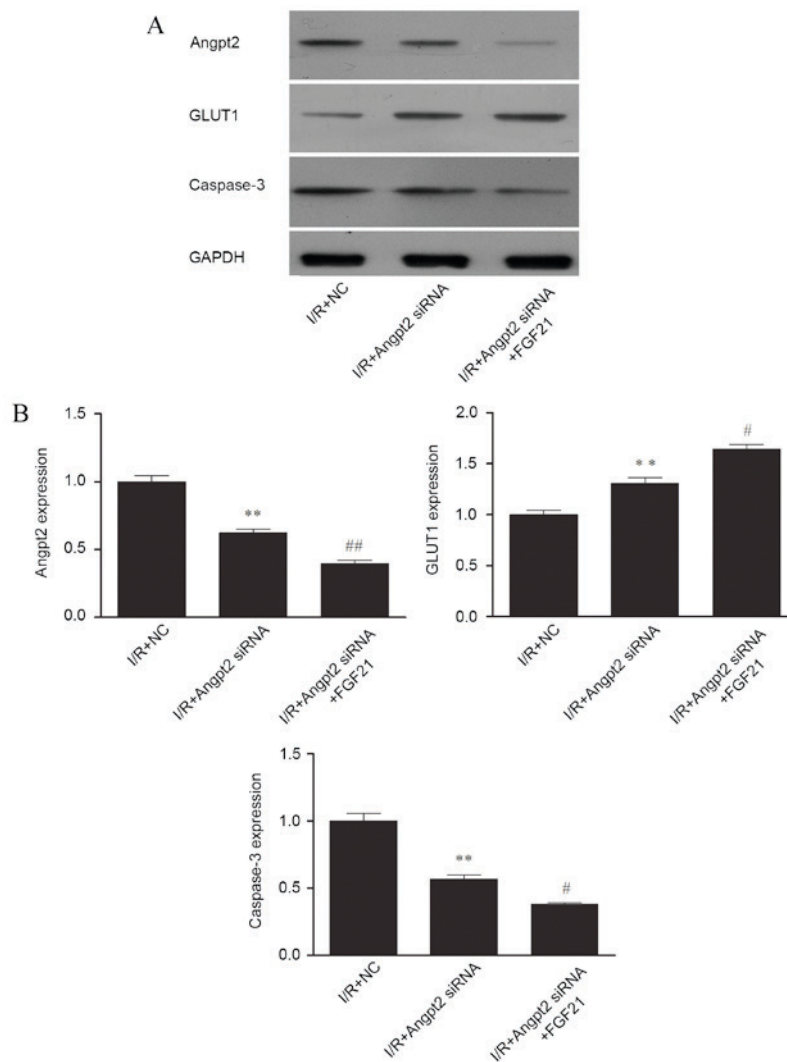 A
Angpt2
GLUT1
Caspase-3
GAPDH
I/R+NC
I/R+Angpt2 siRNA
I/R+Angpt2 siRNA
+FGF21
B
Angpt2 expression
1.5
1.0
0.5
0.0
**
##
I/R+NC
I/R+Angpt2 siRNA
I/R+Angpt2 siRNA
+FGF21
GLUT1 expression
2.0
1.5
1.0
0.5
0.0
**
#
I/R+NC
I/R+Angpt2 siRNA
I/R+Angpt2 siRNA
+FGF21
Caspase-3 expression
1.5
1.0
0.5
0.0
**
#
I/R+NC
I/R+Angpt2 siRNA
I/R+Angpt2 siRNA
+FGF21